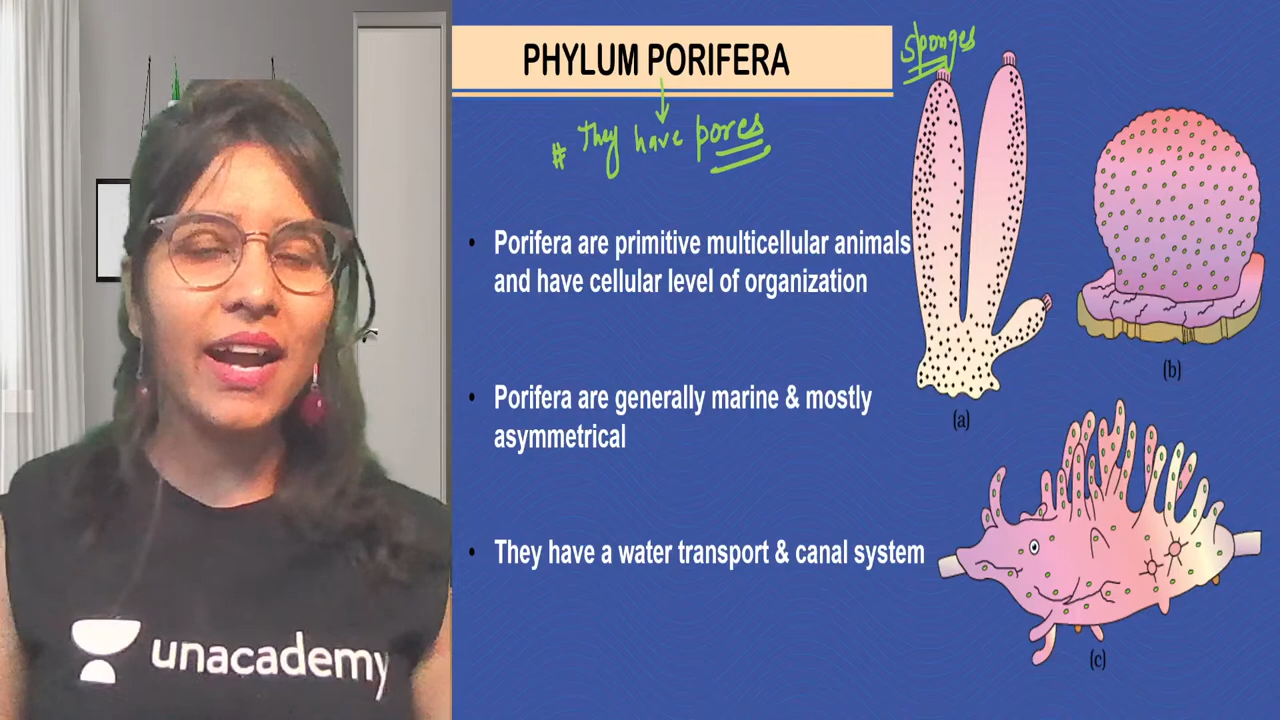 PHYLUM PORIFERA
sponges
# They have pores
• Porifera are primitive multicellular animals
and have cellular level of organization
• Porifera are generally marine & mostly
asymmetrical
• They have a water transport & canal system
(a)
(b)
(c)
unacademy